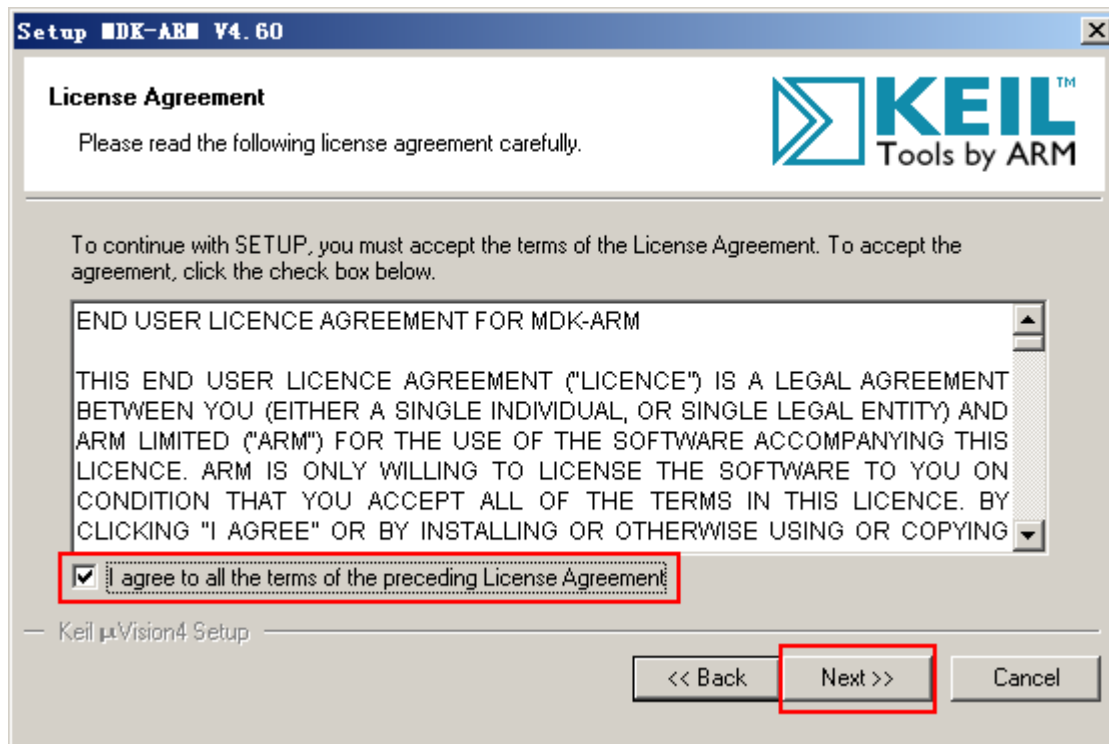 Setup MDK-ARM V4.60
License Agreement
Please read the following license agreement carefully.
KEIL™
Tools by ARM
To continue with SETUP, you must accept the terms of the License Agreement. To accept the
agreement, click the check box below.
END USER LICENCE AGREEMENT FOR MDK-ARM
THIS END USER LICENCE AGREEMENT ("LICENCE") IS A LEGAL AGREEMENT
BETWEEN YOU (EITHER A SINGLE INDIVIDUAL, OR SINGLE LEGAL ENTITY) AND
ARM LIMITED ("ARM") FOR THE USE OF THE SOFTWARE ACCOMPANYING THIS
LICENCE. ARM IS ONLY WILLING TO LICENSE THE SOFTWARE TO YOU ON
CONDITION THAT YOU ACCEPT ALL OF THE TERMS IN THIS LICENCE. BY
CLICKING "I AGREE" OR BY INSTALLING OR OTHERWISE USING OR COPYING
I agree to all the terms of the preceding License Agreement
Keil µVision4 Setup
<< Back Next >> Cancel